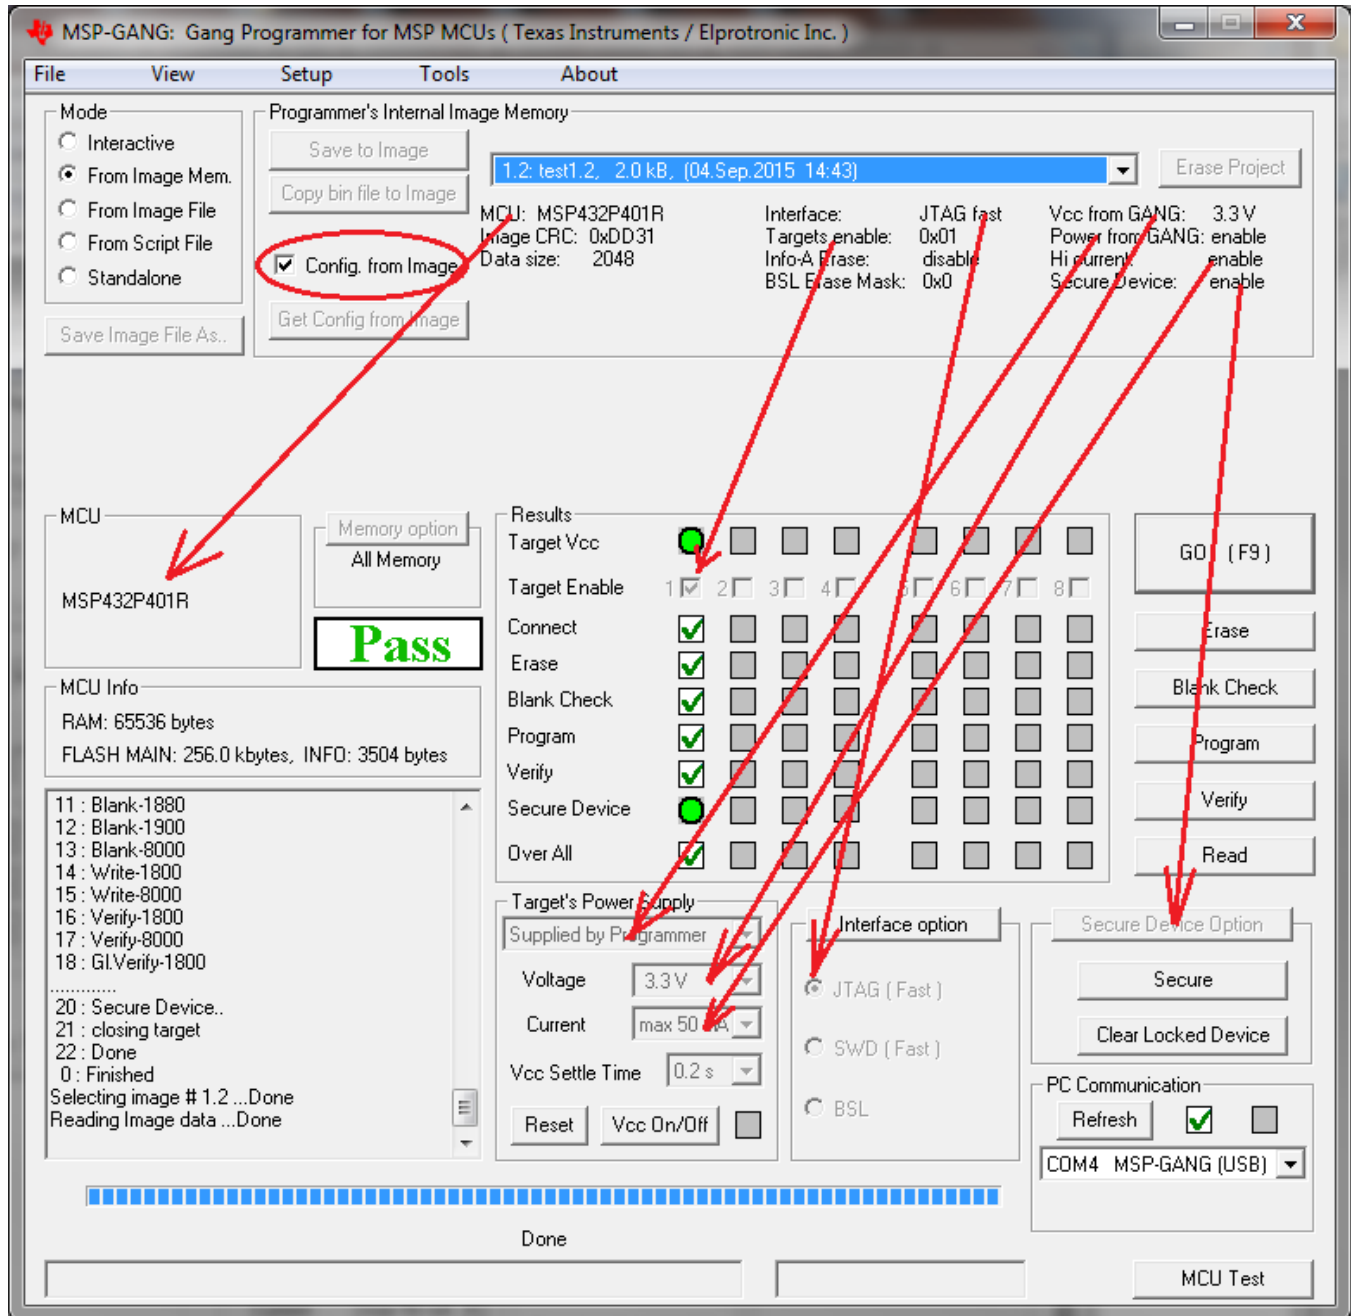 MSP-GANG: Gang Programmer for MSP MCUs ( Texas Instruments / Elprotronic Inc. )
File View Setup Tools About
Mode
Interactive
From Image Mem.
From Image File
From Script File
Standalone
Save Image File As..
Programmer's Internal Image Memory
Save to Image
Copy bin file to Image
Config. from Image
Get Config from Image
1.2: test1.2, 2.0 kB, (04.Sep.2015 14:43)
Erase Project
MCU: MSP432P401R
Image CRC: 0xDD31
Data size: 2048
Interface: JTAG fast
Targets enable: 0x01
Info-A Erase: disable
BSL Erase Mask: 0x0
Vcc from GANG: 3.3 V
Power from GANG: enable
Hi current: enable
Secure Device: enable
MCU
MSP432P401R
Memory option
All Memory
Pass
MCU Info
RAM: 65536 bytes
FLASH MAIN: 256.0 kbytes, INFO: 3504 bytes
11 : Blank-1880
12 : Blank-1900
13 : Blank-8000
14 : Write-1800
15 : Write-8000
16 : Verify-1800
17 : Verify-8000
18 : Gl.Verify-1800
.............
20 : Secure Device..
21 : closing target
22 : Done
0 : Finished
Selecting image # 1.2 ...Done
Reading Image data ...Done
Results
Target Vcc
Target Enable 1 2 3 4 5 6 7 8
Connect
Erase
Blank Check
Program
Verify
Secure Device
Over All
GO ( F9 )
Erase
Blank Check
Program
Verify
Read
Target's Power Supply
Supplied by Programmer
Voltage 3.3 V
Current max 50 mA
Vcc Settle Time 0.2 s
Reset Vcc On/Off
Interface option
JTAG ( Fast )
SWD ( Fast )
BSL
Secure Device Option
Secure
Clear Locked Device
PC Communication
Refresh
COM4 MSP-GANG (USB)
Done
MCU Test